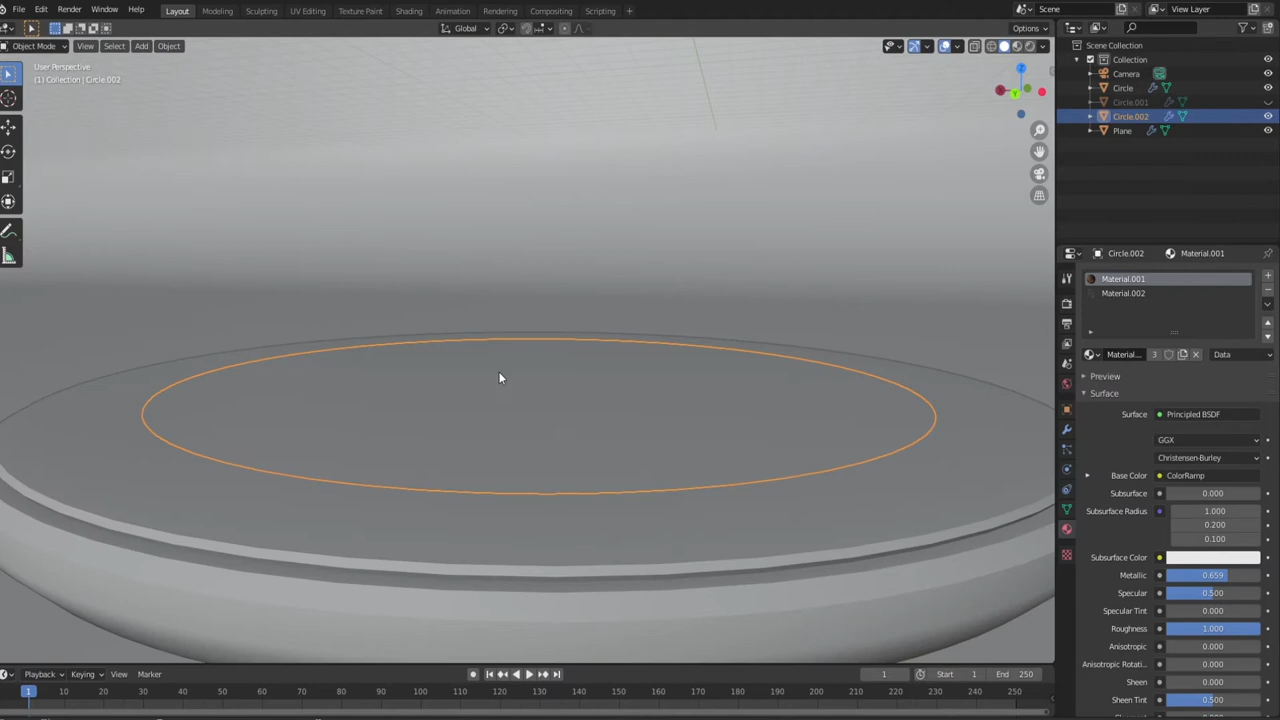 File Edit Render Window Help Layout Modeling Sculpting UV Editing Texture Paint Shading Animation Rendering Compositing Scripting + Scene View Layer
Global Options
Object Mode View Select Add Object
User Perspective
(1) Collection | Circle.002
Z
Y
Scene Collection
Collection
Camera
Circle
Circle.001
Circle.002
Plane
Circle.002 Material.001
Material.001
Material.002
Material... 3 Data
Preview
Surface
Surface Principled BSDF
GGX
Christensen-Burley
Base Color ColorRamp
Subsurface 0.000
Subsurface Radius 1.000
0.200
0.100
Subsurface Color
Metallic 0.659
Specular 0.500
Specular Tint 0.000
Roughness 1.000
Anisotropic 0.000
Anisotropic Rotati... 0.000
Sheen 0.000
Sheen Tint 0.500
Playback Keying View Marker 1 Start 1 End 250
1 10 20 30 40 50 60 70 80 90 100 110 120 130 140 150 160 170 180 190 200 210 220 230 240 250